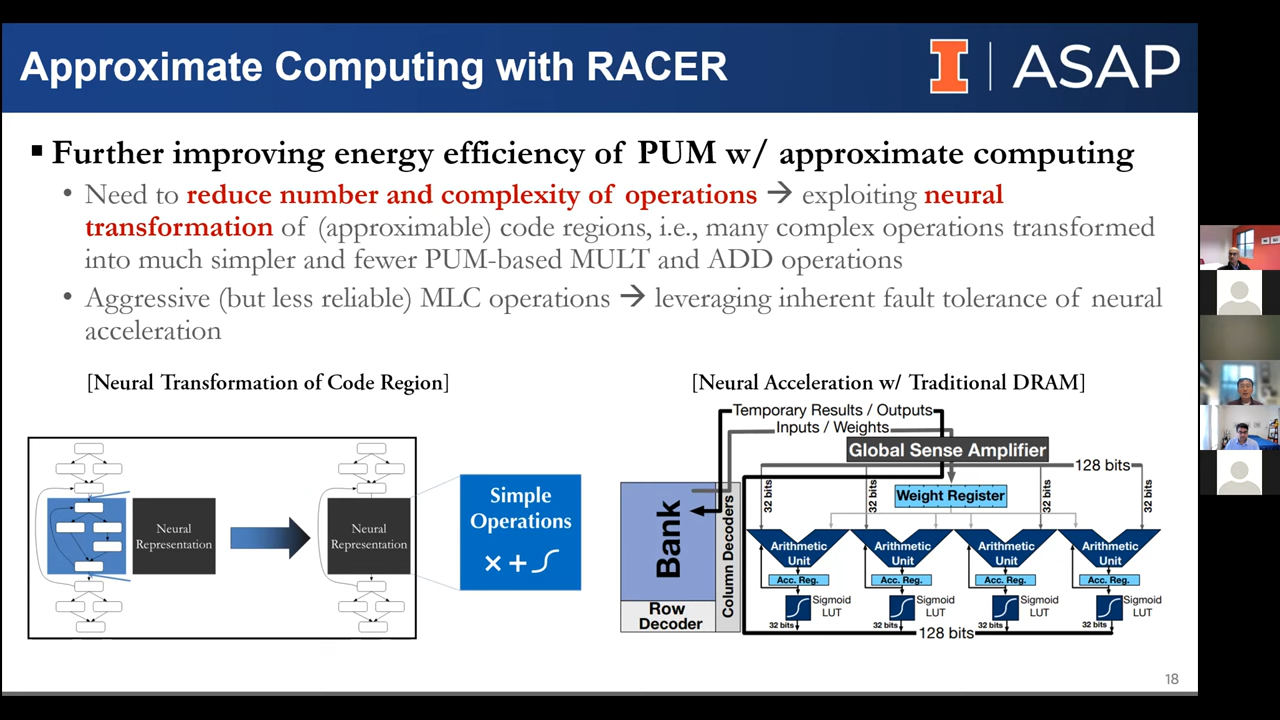 Approximate Computing with RACER
I ASAP
▪ Further improving energy efficiency of PUM w/ approximate computing
• Need to reduce number and complexity of operations → exploiting neural
transformation of (approximable) code regions, i.e., many complex operations transformed
into much simpler and fewer PUM-based MULT and ADD operations
• Aggressive (but less reliable) MLC operations → leveraging inherent fault tolerance of neural
acceleration
[Neural Transformation of Code Region]
Neural
Representation
Neural
Representation
Simple
Operations
× +
[Neural Acceleration w/ Traditional DRAM]
Temporary Results / Outputs
Inputs / Weights
Global Sense Amplifier
128 bits
32 bits
32 bits
32 bits
32 bits
Weight Register
Bank
Column Decoders
Row
Decoder
Arithmetic
Unit
Arithmetic
Unit
Arithmetic
Unit
Arithmetic
Unit
Acc. Reg.
Acc. Reg.
Acc. Reg.
Acc. Reg.
Sigmoid
LUT
Sigmoid
LUT
Sigmoid
LUT
Sigmoid
LUT
32 bits
32 bits
32 bits
32 bits
128 bits
18